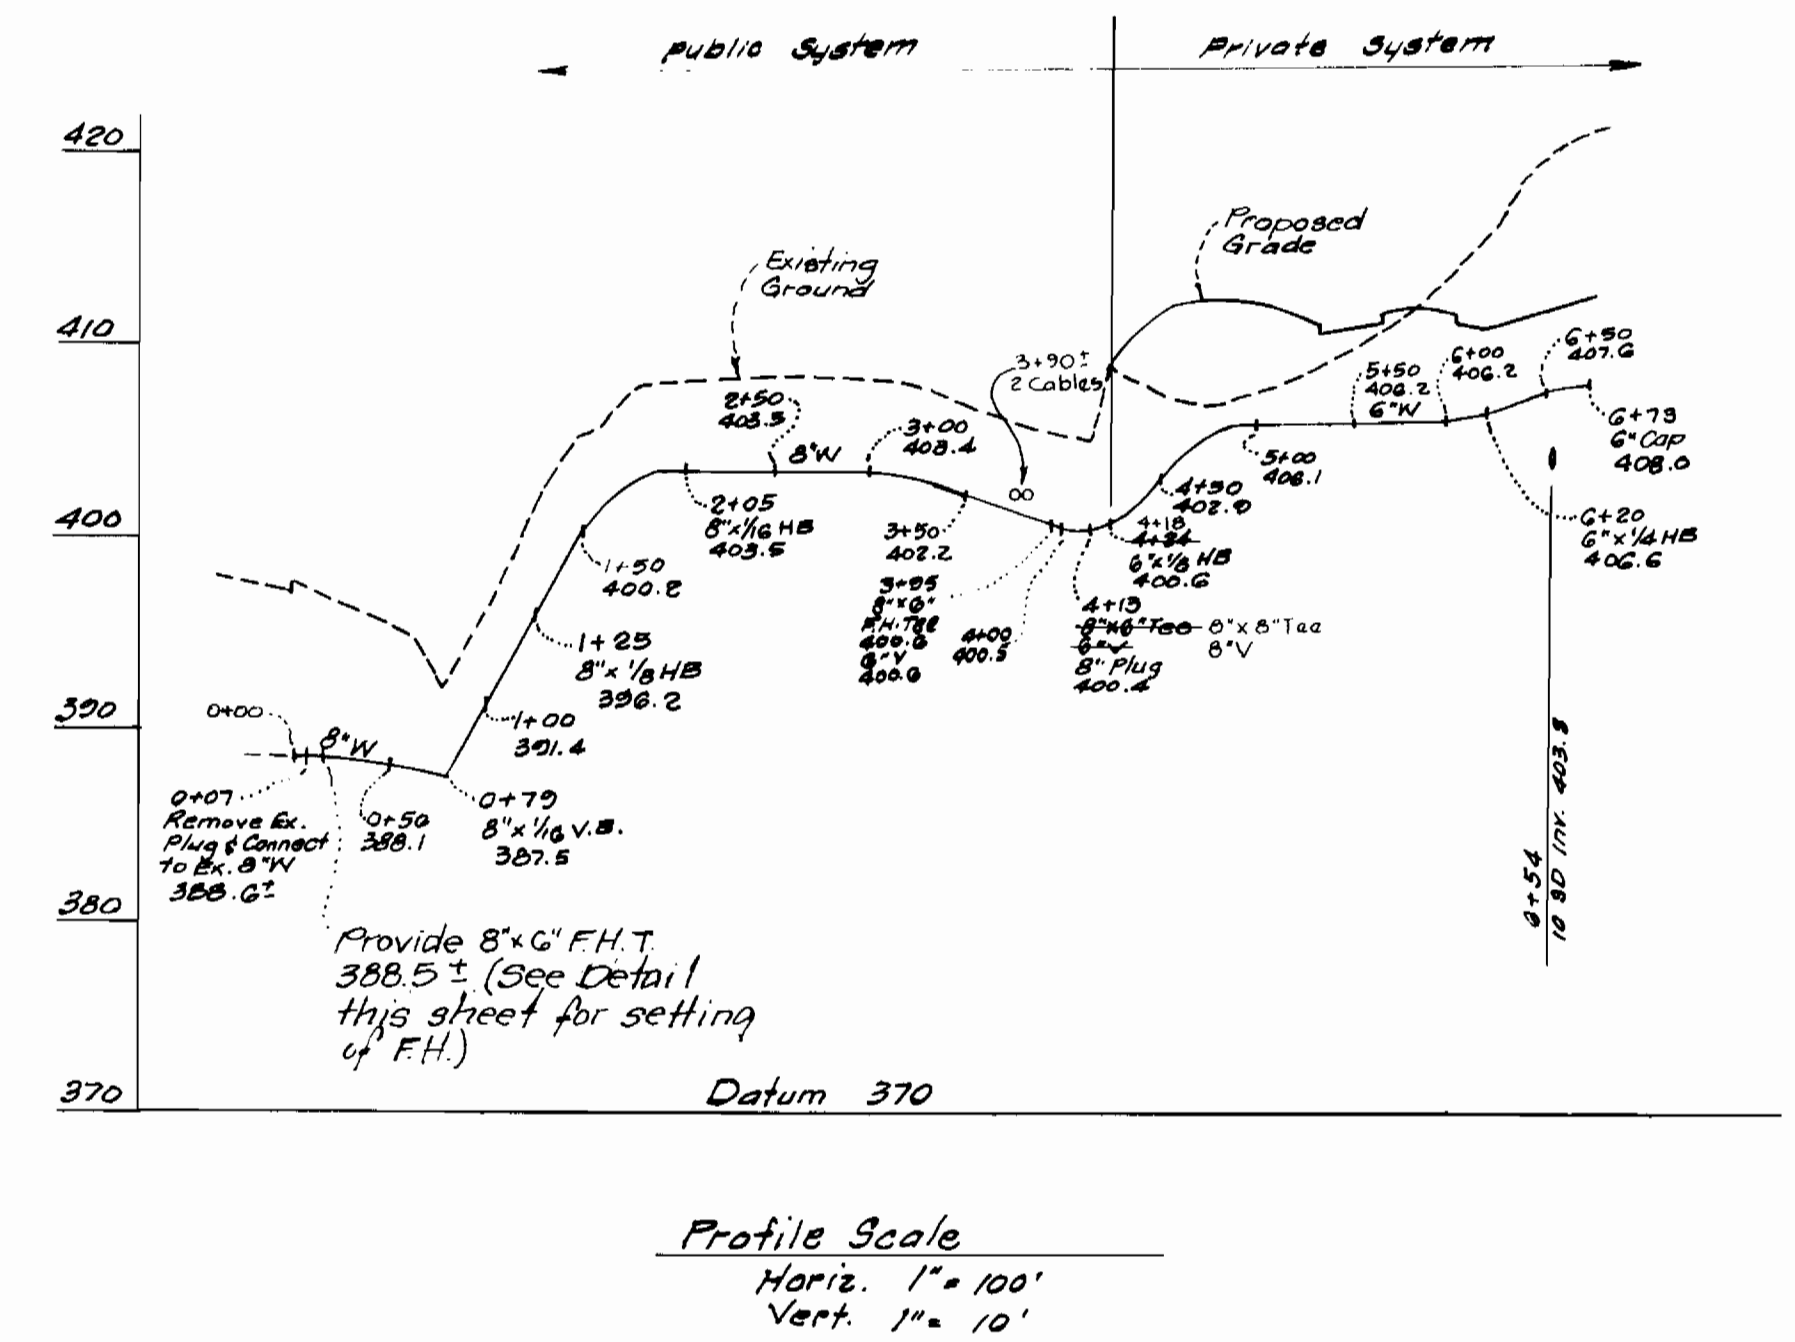 Public System
Private System
420
410
400
390
380
370
Existing
Ground
Proposed
Grade
3+90±
2 Cables
2+50
403.5
8"W
3+00
403.4
2+05
8"x1/16 HB
403.5
3+50
402.2
1+50
400.2
1+25
8"x 1/8 HB
396.2
1+00
391.4
0+00
8"W
0+07
Remove Ex.
Plug & Connect
to Ex. 8"W
388.6±
0+50
388.1
0+79
8"x 1/16 V.B.
387.5
Provide 8"x6" F.H.T.
388.5± (See Detail
this sheet for setting
of F.H.)
3+95
8"x6"
F.H. Tee
400.6
6"V
400.6
4+00
400.5
4+13
8"x6" Tee 8"x8" Tee
6"V 8"V
8" Plug
400.4
4+18
4+24
6"x1/8 HB
400.6
4+50
402.9
5+00
406.1
5+50
406.2
6"W
6+00
406.2
6+50
407.6
6+73
6" Cap
408.0
6+20
6"x1/4 HB
406.6
6+54
10 SD Inv. 403.8
Datum 370
Profile Scale
Horiz. 1"= 100'
Vert. 1"= 10'